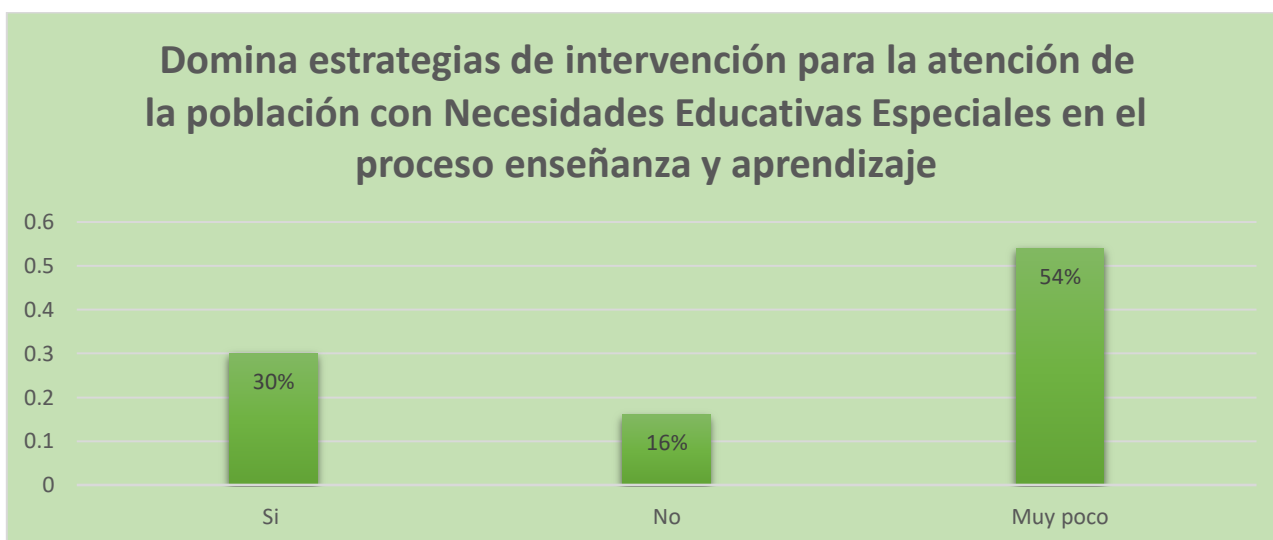 Domina estrategias de intervención para la atención de
la población con Necesidades Educativas Especiales en el
proceso enseñanza y aprendizaje
0.6
0.5
0.4
0.3
0.2
0.1
0
30%
16%
54%
Si
No
Muy poco